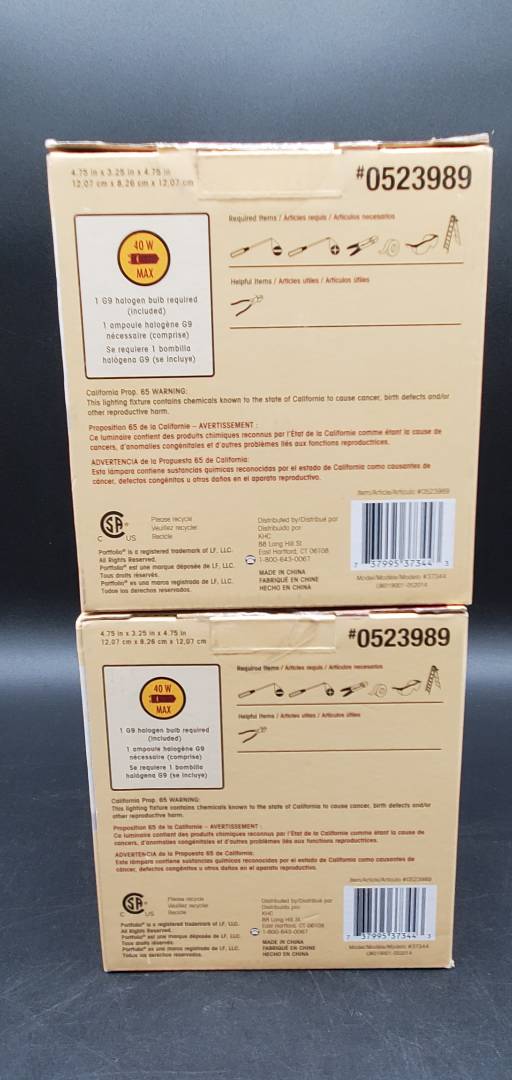 4.75 in x 3.25 in x 4.75 in
12,07 cm x 8,26 cm x 12,07 cm
#0523989
40 W
MAX
1 G9 halogen bulb required
(included)
1 ampoule halogène G9
nécessaire (comprise)
Se requiere 1 bombilla
halógena G9 (se incluye)
Required Items / Articles requis / Artículos necesarios
Helpful Items / Articles utiles / Artículos útiles
California Prop. 65 WARNING:
This lighting fixture contains chemicals known to the state of California to cause cancer, birth defects and/or
other reproductive harm.
Proposition 65 de la Californie – AVERTISSEMENT :
Ce luminaire contient des produits chimiques reconnus par l'État de la Californie comme étant la cause de
cancers, d'anomalies congénitales et d'autres problèmes liés aux fonctions reproductrices.
ADVERTENCIA de la Propuesta 65 de California:
Esta lámpara contiene sustancias químicas reconocidas por el estado de California como causantes de
cáncer, defectos congénitos u otros daños en el aparato reproductivo.
Item/Article/Artículo #0523989
SA
C US
Please recycle
Veuillez recycler
Recicle
Distributed by/Distribué par
Distribuido por:
KHC
88 Long Hill St.
East Hartford, CT 06108
1-800-643-0067
MADE IN CHINA
FABRIQUÉ EN CHINE
HECHO EN CHINA
Portfolio® is a registered trademark of LF, LLC.
All Rights Reserved.
Portfolio® est une marque déposée de LF, LLC.
Tous droits réservés.
Portfolio® es una marca registrada de LF, LLC.
Todos los derechos reservados.
7 37995 37344 3
Model/Modèle/Modelo #37344
4.75 in x 3.25 in x 4.75 in
12,07 cm x 8,26 cm x 12,07 cm
#0523989
40 W
MAX
1 G9 halogen bulb required
(included)
1 ampoule halogène G9
nécessaire (comprise)
Se requiere 1 bombilla
halógena G9 (se incluye)
Required Items / Articles requis / Artículos necesarios
Helpful Items / Articles utiles / Artículos útiles
California Prop. 65 WARNING:
This lighting fixture contains chemicals known to the state of California to cause cancer, birth defects and/or
other reproductive harm.
Proposition 65 de la Californie – AVERTISSEMENT :
Ce luminaire contient des produits chimiques reconnus par l'État de la Californie comme étant la cause de
cancers, d'anomalies congénitales et d'autres problèmes liés aux fonctions reproductrices.
ADVERTENCIA de la Propuesta 65 de California:
Esta lámpara contiene sustancias químicas reconocidas por el estado de California como causantes de
cáncer, defectos congénitos u otros daños en el aparato reproductivo.
Item/Article/Artículo #0523989
SA
C US
Please recycle
Veuillez recycler
Recicle
Distributed by/Distribué par
Distribuido por:
KHC
88 Long Hill St.
East Hartford, CT 06108
1-800-643-0067
MADE IN CHINA
FABRIQUÉ EN CHINE
HECHO EN CHINA
Portfolio® is a registered trademark of LF, LLC.
All Rights Reserved.
Portfolio® est une marque déposée de LF, LLC.
Tous droits réservés.
Portfolio® es una marca registrada de LF, LLC.
Todos los derechos reservados.
7 37995 37344 3
Model/Modèle/Modelo #37344